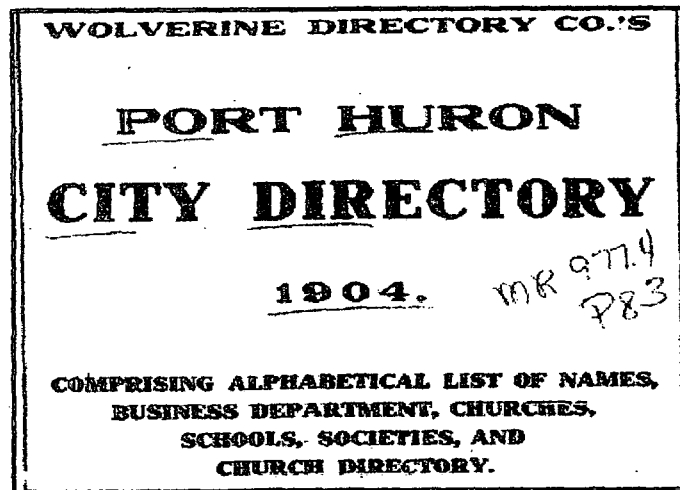 WOLVERINE DIRECTORY CO.'S
PORT HURON
CITY DIRECTORY
1904.
MR 977.4
P83
COMPRISING ALPHABETICAL LIST OF NAMES,
BUSINESS DEPARTMENT, CHURCHES,
SCHOOLS, SOCIETIES, AND
CHURCH DIRECTORY.